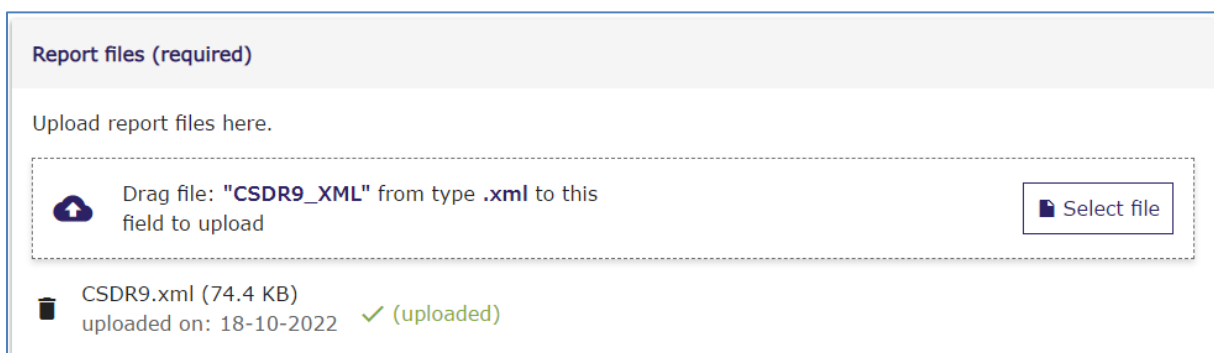 Report files (required)
Upload report files here.
Drag file: "CSDR9_XML" from type .xml to this
field to upload
Select file
CSDR9.xml (74.4 KB)
uploaded on: 18-10-2022
(uploaded)